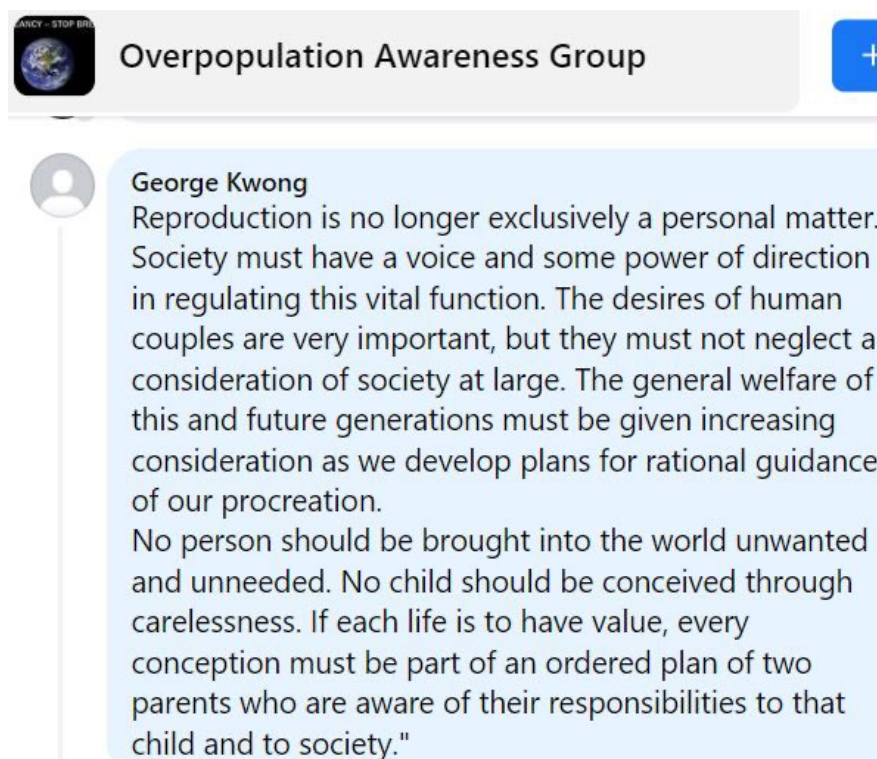 ANCY – STOP BRE
Overpopulation Awareness Group
+
George Kwong
Reproduction is no longer exclusively a personal matter.
Society must have a voice and some power of direction
in regulating this vital function. The desires of human
couples are very important, but they must not neglect a
consideration of society at large. The general welfare of
this and future generations must be given increasing
consideration as we develop plans for rational guidance
of our procreation.
No person should be brought into the world unwanted
and unneeded. No child should be conceived through
carelessness. If each life is to have value, every
conception must be part of an ordered plan of two
parents who are aware of their responsibilities to that
child and to society."